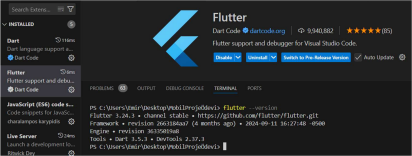 Search Exten...
INSTALLED
5
Dart
116ms
Dart language support a...
Dart Code
Flutter
6ms
Flutter support and debu...
Dart Code
JavaScript (ES6) code s...
Code snippets for JavaSc...
charalampos karypidis
Live Server
Launch a development lo...
Flutter
Dart Code
dartcode.org
9,940,882
(85)
Flutter support and debugger for Visual Studio Code.
Disable
Uninstall
Switch to Pre-Release Version
Auto Update
PROBLEMS
OUTPUT
DEBUG CONSOLE
TERMINAL
PORTS
PS C:\Users\Emir\Desktop\MobilProjeÖdevi> flutter --version
Flutter 3.24.3 • channel stable • https://github.com/flutter/flutter.git
Framework • revision 2663184aa7 (4 months ago) • 2024-09-11 16:27:48 -0500
Engine • revision 36335019a8
Tools • Dart 3.5.3 • DevTools 2.37.3
PS C:\Users\Emir\Desktop\MobilProjeÖdevi>